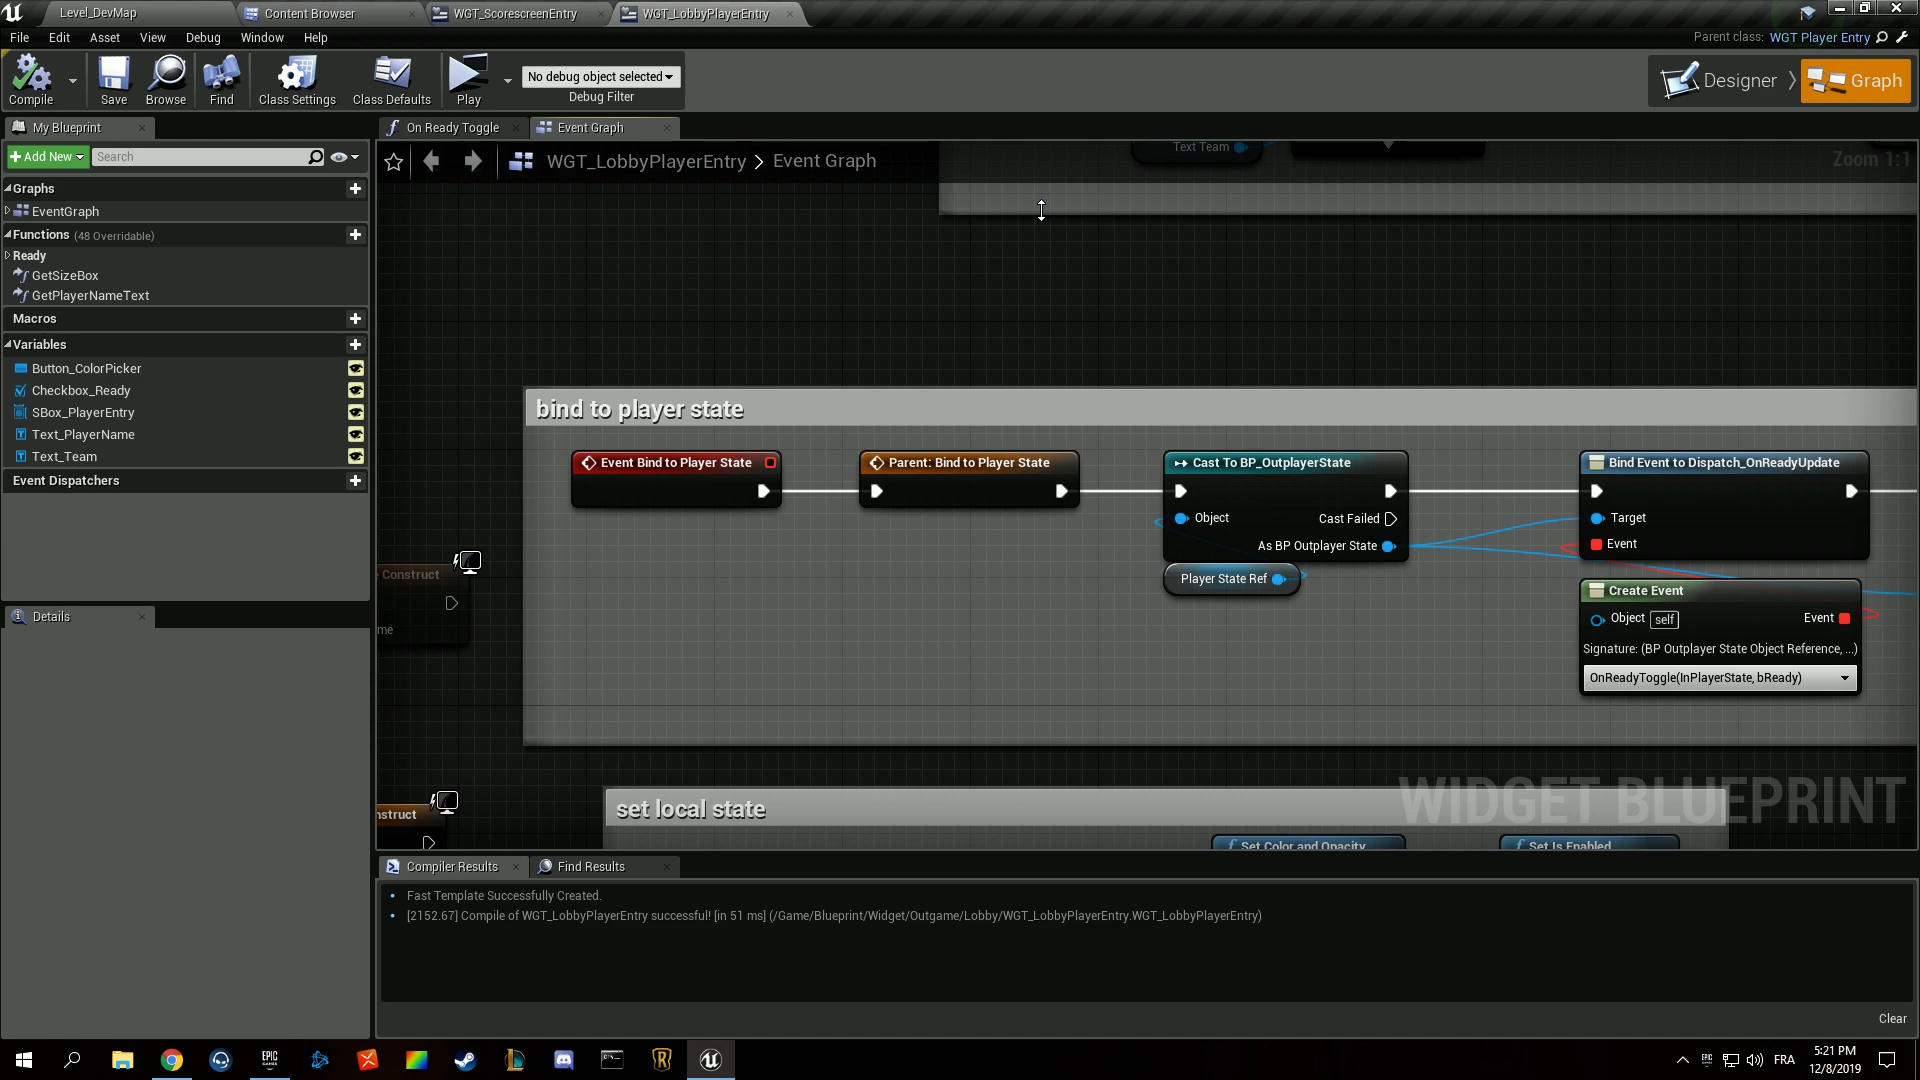 Level_DevMap
Content Browser
WGT_ScorescreenEntry
WGT_LobbyPlayerEntry
File Edit Asset View Debug Window Help
Parent class: WGT Player Entry
Compile
Save
Browse
Find
Class Settings
Class Defaults
Play
No debug object selected
Debug Filter
Designer
Graph
My Blueprint
On Ready Toggle
Event Graph
Add New
Search
WGT_LobbyPlayerEntry > Event Graph
Text Team
Zoom 1:1
Graphs
EventGraph
Functions (48 Overridable)
Ready
GetSizeBox
GetPlayerNameText
Macros
Variables
Button_ColorPicker
Checkbox_Ready
SBox_PlayerEntry
Text_PlayerName
Text_Team
Event Dispatchers
Details
bind to player state
Event Bind to Player State
Parent: Bind to Player State
Cast To BP_OutplayerState
Object
Cast Failed
As BP Outplayer State
Player State Ref
Bind Event to Dispatch_OnReadyUpdate
Target
Event
Create Event
Object self
Event
Signature: (BP Outplayer State Object Reference, ...)
OnReadyToggle(InPlayerState, bReady)
Construct
me
nstruct
set local state
Set Color and Opacity
Set Is Enabled
WIDGET BLUEPRINT
Compiler Results
Find Results
Fast Template Successfully Created.
[2152.67] Compile of WGT_LobbyPlayerEntry successful! [in 51 ms] (/Game/Blueprint/Widget/Outgame/Lobby/WGT_LobbyPlayerEntry.WGT_LobbyPlayerEntry)
Clear
EPIC
GAMES
FRA
5:21 PM
12/8/2019